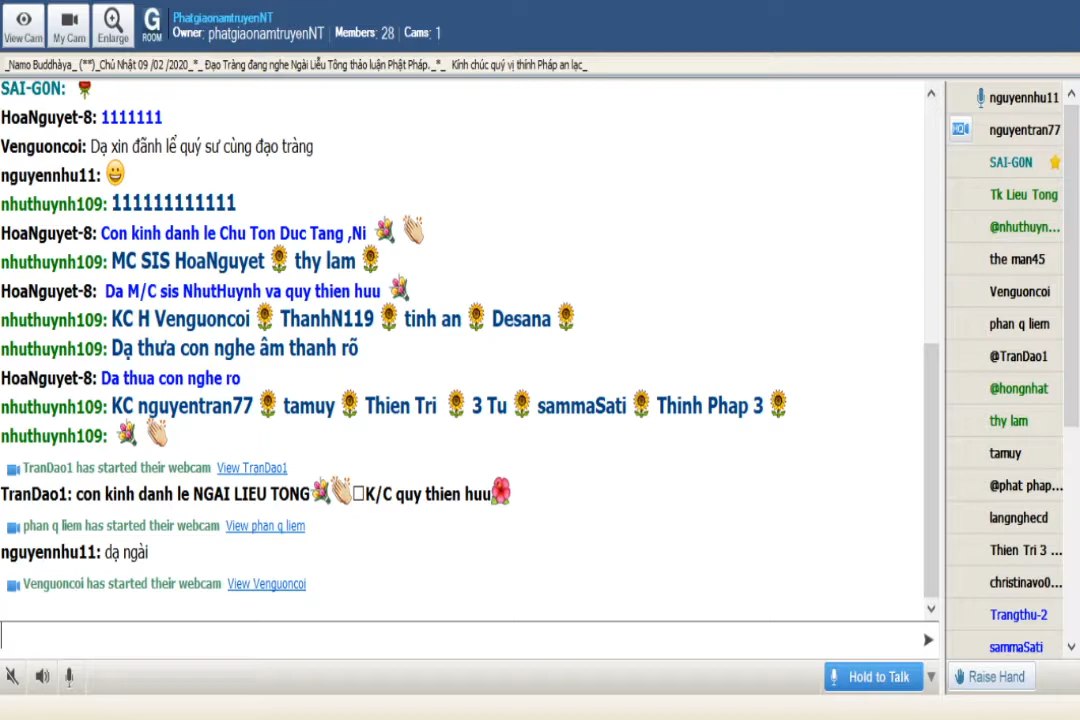 View Cam
My Cam
Enlarge
G
ROOM
PhatgiaonamtruyenNT
Owner: phatgiaonamtruyenNT Members: 28 Cams: 1
_Namo Buddhàya_ (**)_Chủ Nhật 09 /02 /2020_*_ Đạo Tràng đang nghe Ngài Liễu Tông thảo luận Phật Pháp._*_ Kính chúc quý vị thính Pháp an lạc_
SAI-G0N:
HoaNguyet-8: 1111111
Venguoncoi: Dạ xin đãnh lể quý sư cùng đạo tràng
nguyennhu11:
nhuthuynh109: 111111111111
HoaNguyet-8: Con kinh danh le Chu Ton Duc Tang ,Ni
nhuthuynh109: MC SIS HoaNguyet thy lam
HoaNguyet-8: Da M/C sis NhutHuynh va quy thien huu
nhuthuynh109: KC H Venguoncoi ThanhN119 tinh an Desana
nhuthuynh109: Dạ thưa con nghe âm thanh rõ
HoaNguyet-8: Da thua con nghe ro
nhuthuynh109: KC nguyentran77 tamuy Thien Tri 3 Tu sammaSati Thinh Phap 3
nhuthuynh109:
TranDao1 has started their webcam View TranDao1
TranDao1: con kinh danh le NGAI LIEU TONG K/C quy thien huu
phan q liem has started their webcam View phan q liem
nguyennhu11: dạ ngài
Venguoncoi has started their webcam View Venguoncoi
nguyennhu11
HQ
nguyentran77
SAI-G0N
Tk Lieu Tong
@nhuthuyn...
the man45
Venguoncoi
phan q liem
@TranDao1
@hongnhat
thy lam
tamuy
@phat phap...
langnghecd
Thien Tri 3 ...
christinavo0...
Trangthu-2
sammaSati
Hold to Talk
Raise Hand